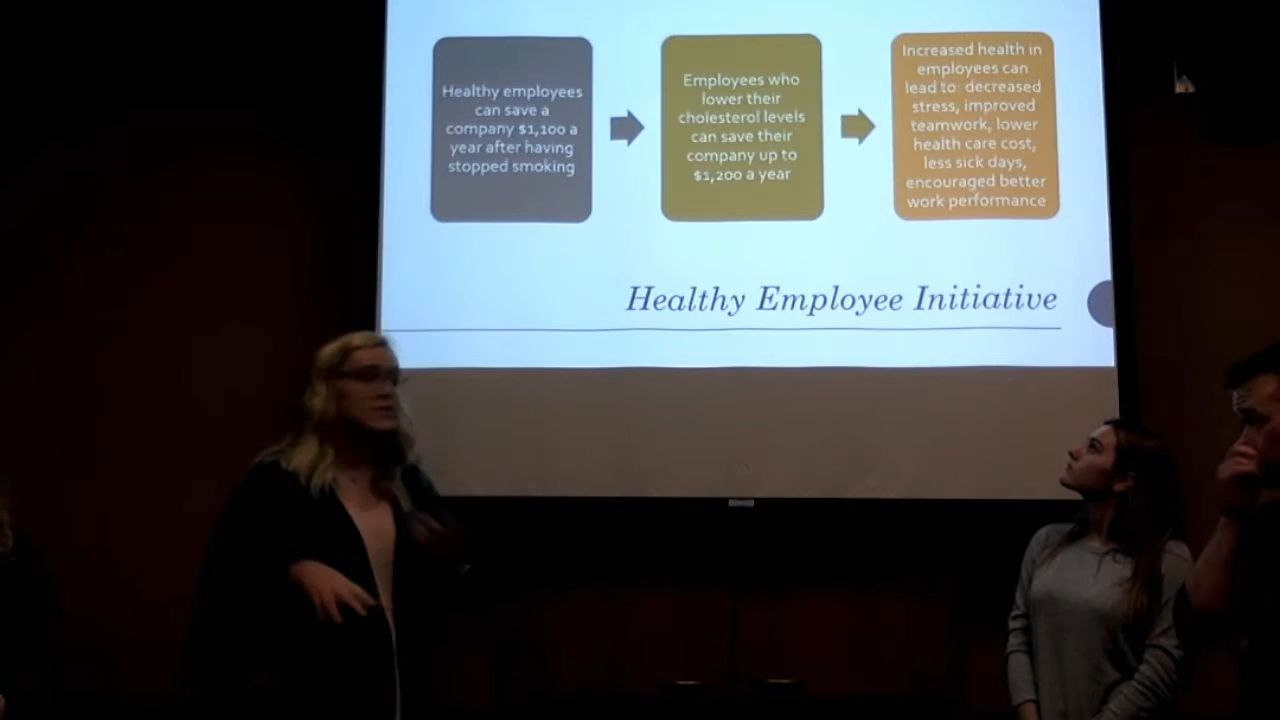 Healthy employees
can save a
company $1,100 a
year after having
stopped smoking
Employees who
lower their
cholesterol levels
can save their
company up to
$1,200 a year
Increased health in
employees can
lead to: decreased
stress, improved
teamwork, lower
health care cost,
less sick days,
encouraged better
work performance
Healthy Employee Initiative